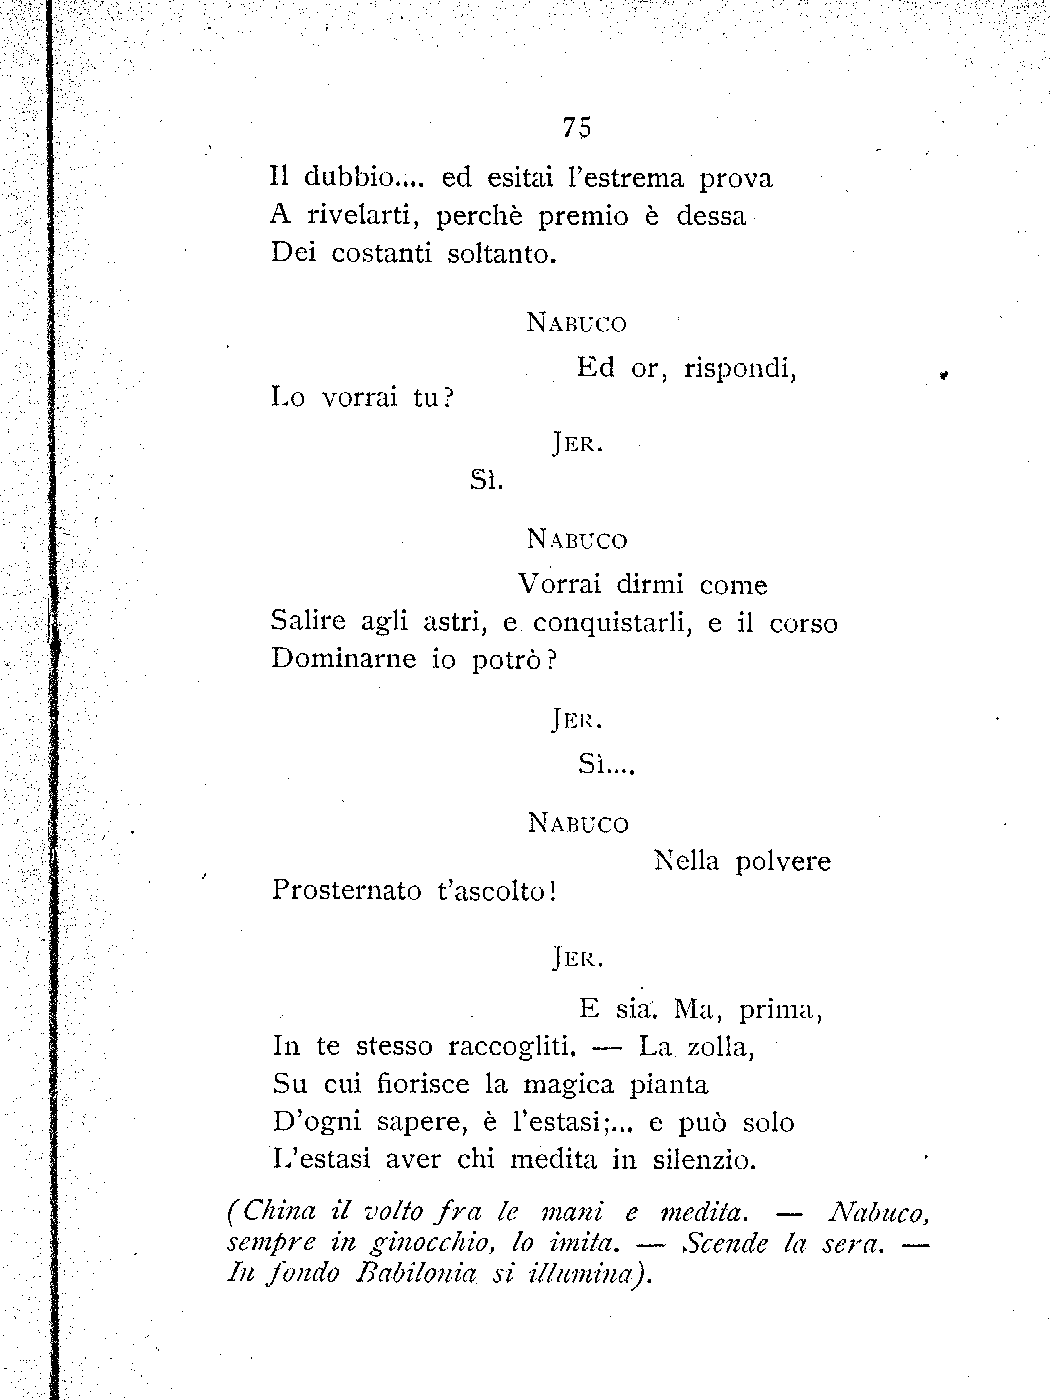 75
Il dubbio.... ed esitai l'estrema prova
A rivelarti, perchè premio è dessa
Dei costanti soltanto.
NABUCO
Ed or, rispondi,
Lo vorrai tu?
JER.
Sì.
NABUCO
Vorrai dirmi come
Salire agli astri, e conquistarli, e il corso
Dominarne io potrò?
JER.
Sì....
NABUCO
Nella polvere
Prosternato t'ascolto!
JER.
E sia. Ma, prima,
In te stesso raccogliti. — La zolla,
Su cui fiorisce la magica pianta
D'ogni sapere, è l'estasi;... e può solo
L'estasi aver chi medita in silenzio.
(China il volto fra le mani e medita. — Nabuco,
sempre in ginocchio, lo imita. — Scende la sera. —
In fondo Babilonia si illumina).